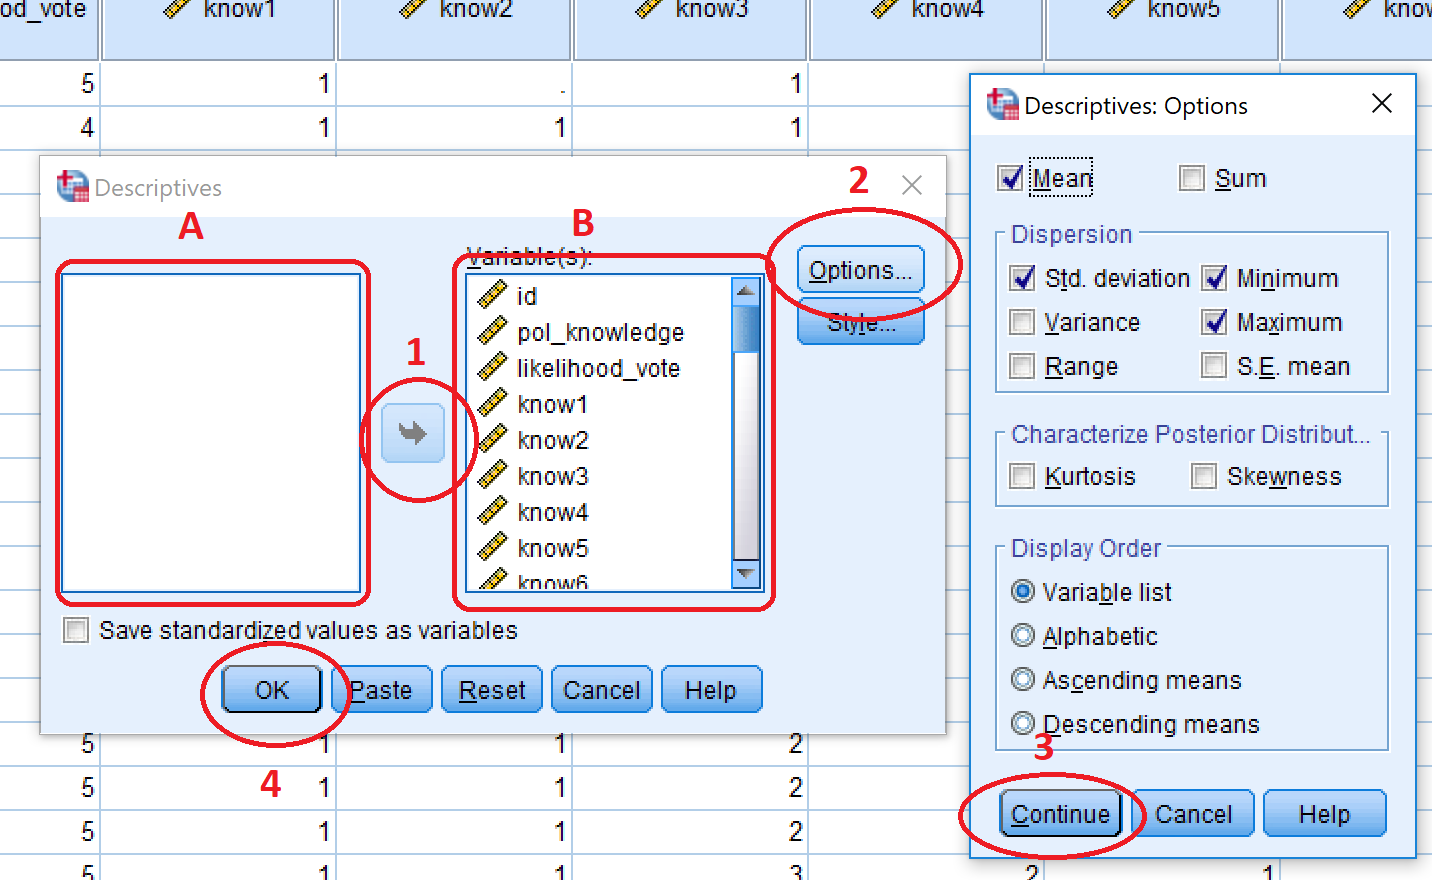 od_vote know1 know2 know3 know4 know5 know
5 1 . 1
4 1 1 1
Descriptives
A
B
2
Variable(s):
Options...
Style...
1
id
pol_knowledge
likelihood_vote
know1
know2
know3
know4
know5
know6
Save standardized values as variables
OK Paste Reset Cancel Help
4
Descriptives: Options
Mean Sum
Dispersion
Std. deviation Minimum
Variance Maximum
Range S.E. mean
Characterize Posterior Distribut...
Kurtosis Skewness
Display Order
Variable list
Alphabetic
Ascending means
Descending means
3
Continue Cancel Help
5 1 1 2
5 1 1 2
5 1 1 2
5 1 1 3 2 1